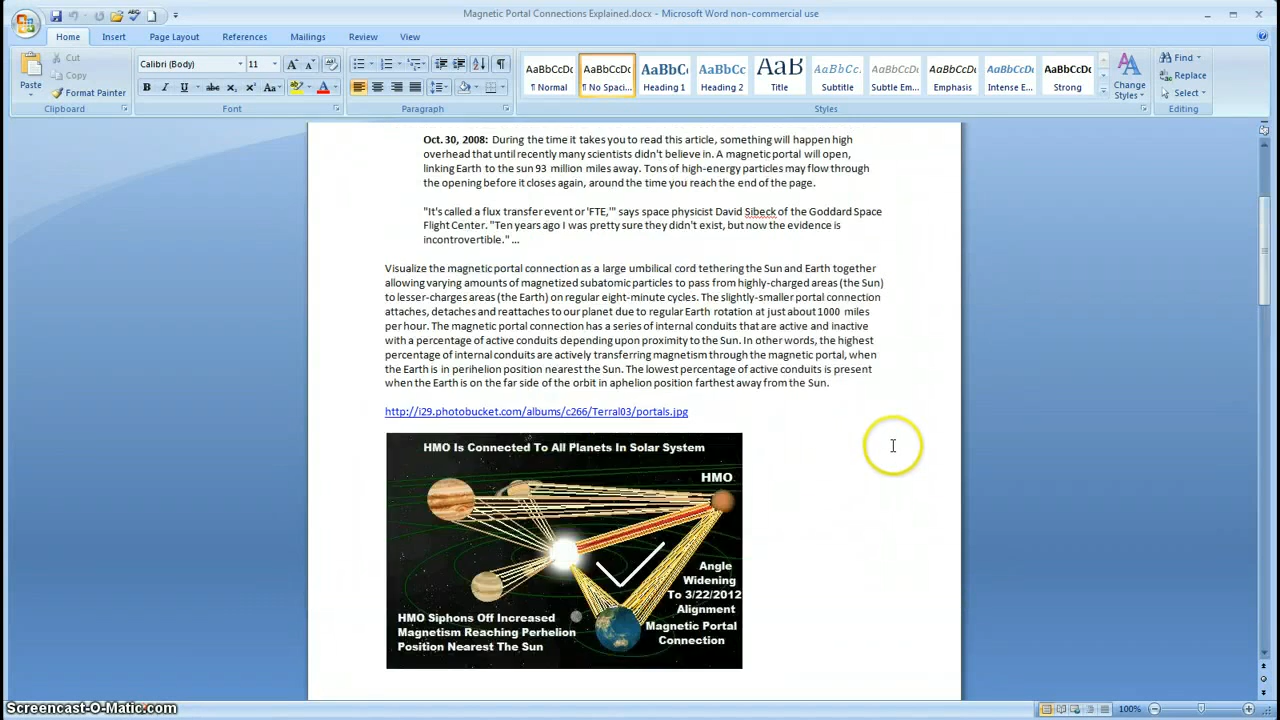 Magnetic Portal Connections Explained.docx - Microsoft Word non-commercial use
Home Insert Page Layout References Mailings Review View
Paste
Cut
Copy
Format Painter
Clipboard
Calibri (Body) 11
Font
Paragraph
AaBbCcDc AaBbCcDc AaBbCc AaBbCc AaB AaBbCc. AaBbCcDc AaBbCcDc AaBbCcDc AaBbCcDc
¶ Normal ¶ No Spaci... Heading 1 Heading 2 Title Subtitle Subtle Em... Emphasis Intense E... Strong
Styles
Change
Styles
Find
Replace
Select
Editing
Oct. 30, 2008: During the time it takes you to read this article, something will happen high
overhead that until recently many scientists didn't believe in. A magnetic portal will open,
linking Earth to the sun 93 million miles away. Tons of high-energy particles may flow through
the opening before it closes again, around the time you reach the end of the page.
"It's called a flux transfer event or 'FTE,'" says space physicist David Sibeck of the Goddard Space
Flight Center. "Ten years ago I was pretty sure they didn't exist, but now the evidence is
incontrovertible." ...
Visualize the magnetic portal connection as a large umbilical cord tethering the Sun and Earth together
allowing varying amounts of magnetized subatomic particles to pass from highly-charged areas (the Sun)
to lesser-charges areas (the Earth) on regular eight-minute cycles. The slightly-smaller portal connection
attaches, detaches and reattaches to our planet due to regular Earth rotation at just about 1000 miles
per hour. The magnetic portal connection has a series of internal conduits that are active and inactive
with a percentage of active conduits depending upon proximity to the Sun. In other words, the highest
percentage of internal conduits are actively transferring magnetism through the magnetic portal, when
the Earth is in perihelion position nearest the Sun. The lowest percentage of active conduits is present
when the Earth is on the far side of the orbit in aphelion position farthest away from the Sun.
http://i29.photobucket.com/albums/c266/Terral03/portals.jpg
HMO Is Connected To All Planets In Solar System
HMO
Angle
Widening
To 3/22/2012
Alignment
Magnetic Portal
Connection
HMO Siphons Off Increased
Magnetism Reaching Perhelion
Position Nearest The Sun
Screencast-O-Matic.com
100%